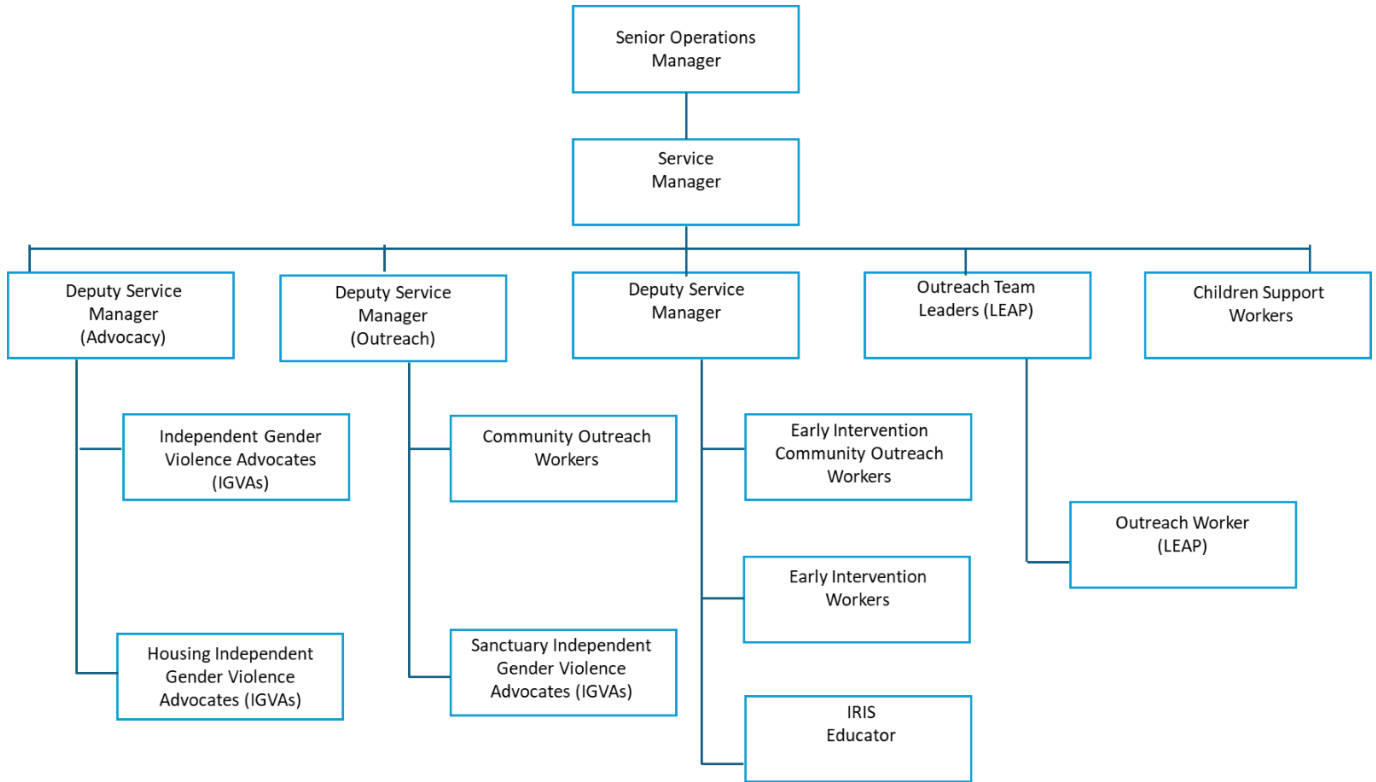 Senior Operations
Manager
Service
Manager
Deputy Service
Manager
(Advocacy)
Deputy Service
Manager
(Outreach)
Deputy Service
Manager
Outreach Team
Leaders (LEAP)
Children Support
Workers
Independent Gender
Violence Advocates
(IGVAs)
Community Outreach
Workers
Early Intervention
Community Outreach
Workers
Outreach Worker
(LEAP)
Early Intervention
Workers
Housing Independent
Gender Violence
Advocates (IGVAs)
Sanctuary Independent
Gender Violence
Advocates (IGVAs)
IRIS
Educator